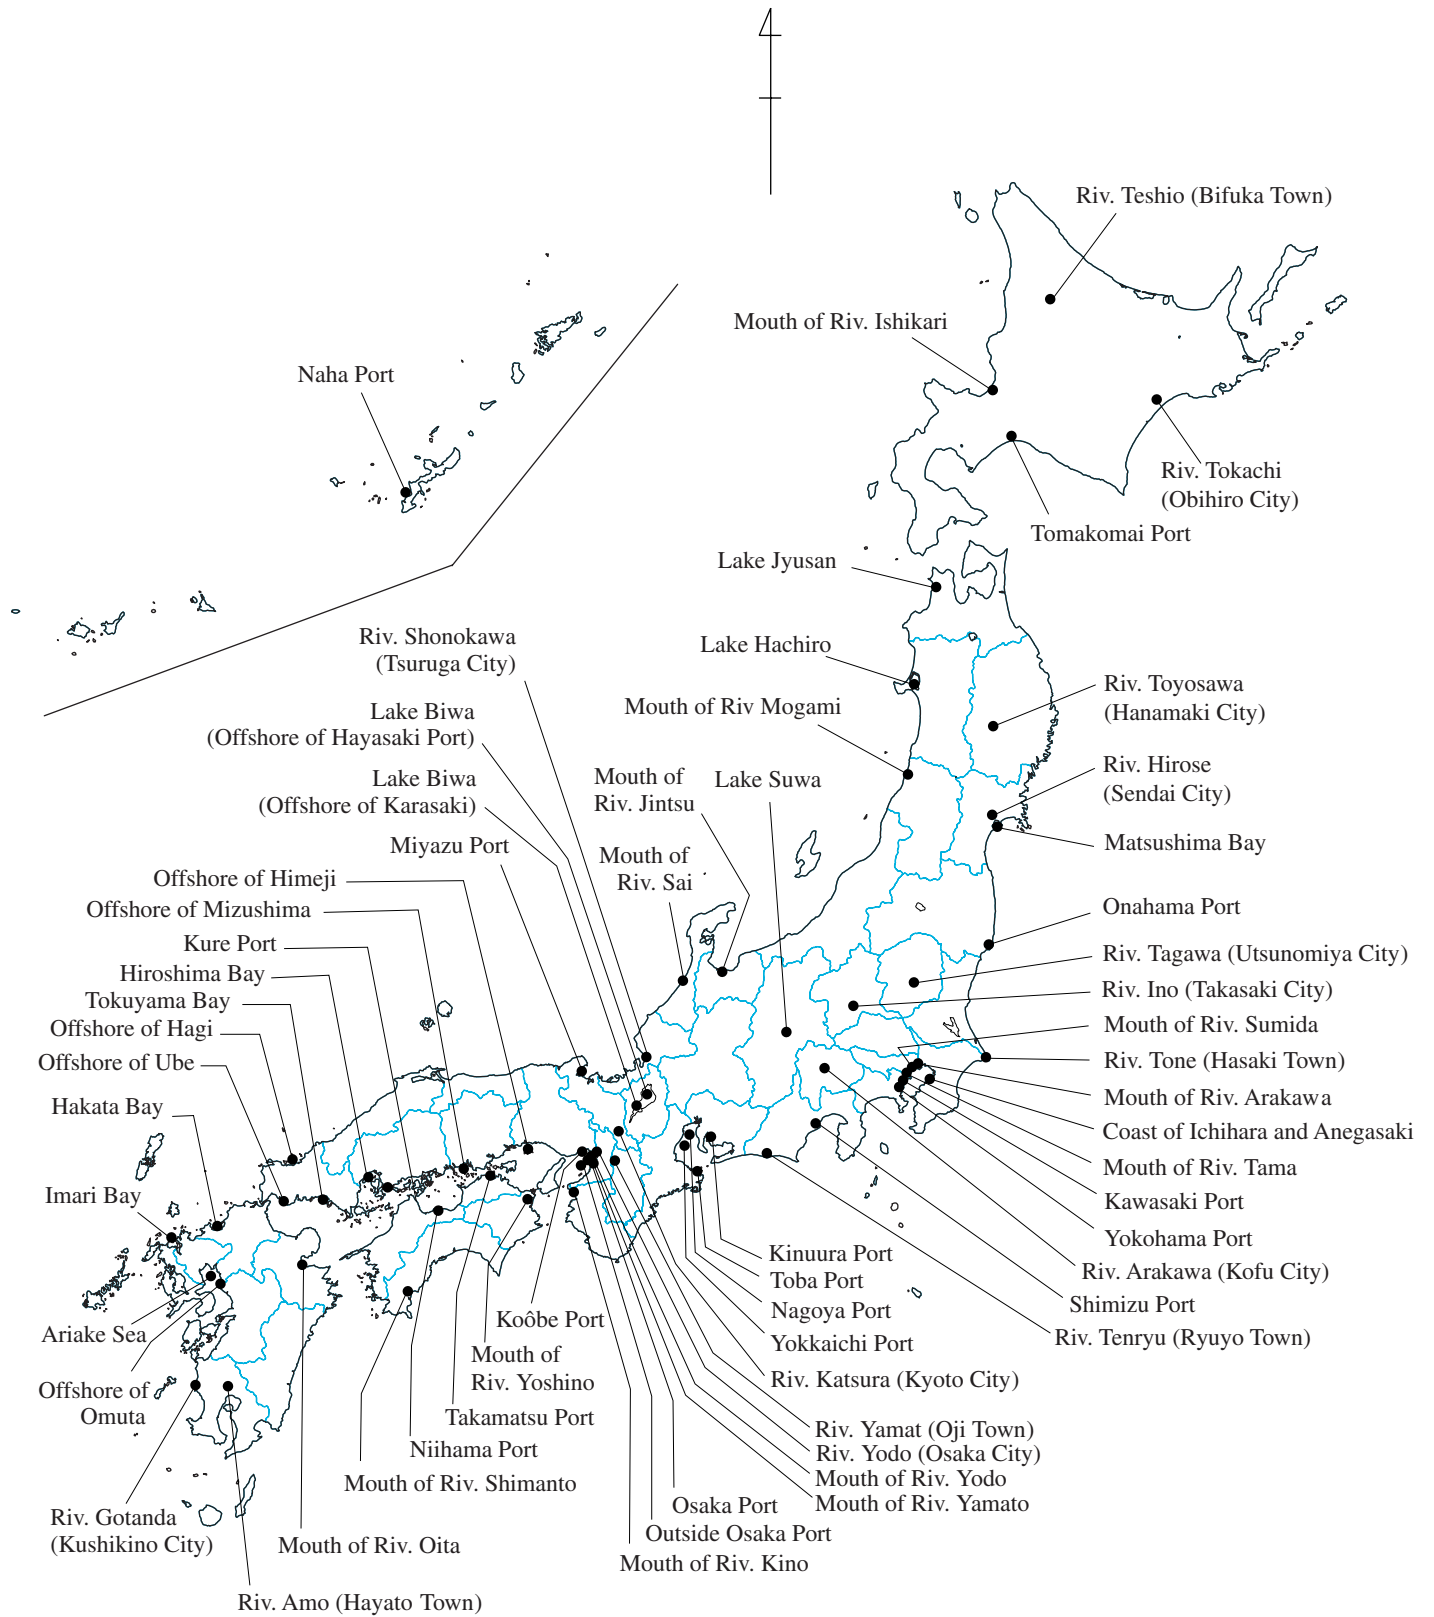 Riv. Teshio (Bifuka Town)
Mouth of Riv. Ishikari
Naha Port
Riv. Tokachi
(Obihiro City)
Tomakomai Port
Lake Jyusan
Riv. Shonokawa
(Tsuruga City)
Lake Hachiro
Riv. Toyosawa
(Hanamaki City)
Mouth of Riv Mogami
Lake Biwa
(Offshore of Hayasaki Port)
Riv. Hirose
(Sendai City)
Lake Biwa
(Offshore of Karasaki)
Mouth of
Riv. Jintsu
Lake Suwa
Matsushima Bay
Miyazu Port
Mouth of
Riv. Sai
Offshore of Himeji
Offshore of Mizushima
Onahama Port
Kure Port
Riv. Tagawa (Utsunomiya City)
Hiroshima Bay
Riv. Ino (Takasaki City)
Tokuyama Bay
Mouth of Riv. Sumida
Offshore of Hagi
Riv. Tone (Hasaki Town)
Offshore of Ube
Mouth of Riv. Arakawa
Hakata Bay
Coast of Ichihara and Anegasaki
Mouth of Riv. Tama
Imari Bay
Kawasaki Port
Yokohama Port
Kinuura Port
Riv. Arakawa (Kofu City)
Toba Port
Shimizu Port
Nagoya Port
Koôbe Port
Ariake Sea
Yokkaichi Port
Riv. Tenryu (Ryuyo Town)
Mouth of
Riv. Yoshino
Riv. Katsura (Kyoto City)
Offshore of
Omuta
Takamatsu Port
Riv. Yamat (Oji Town)
Niihama Port
Riv. Yodo (Osaka City)
Mouth of Riv. Shimanto
Mouth of Riv. Yodo
Osaka Port
Mouth of Riv. Yamato
Riv. Gotanda
(Kushikino City)
Outside Osaka Port
Mouth of Riv. Oita
Mouth of Riv. Kino
Riv. Amo (Hayato Town)